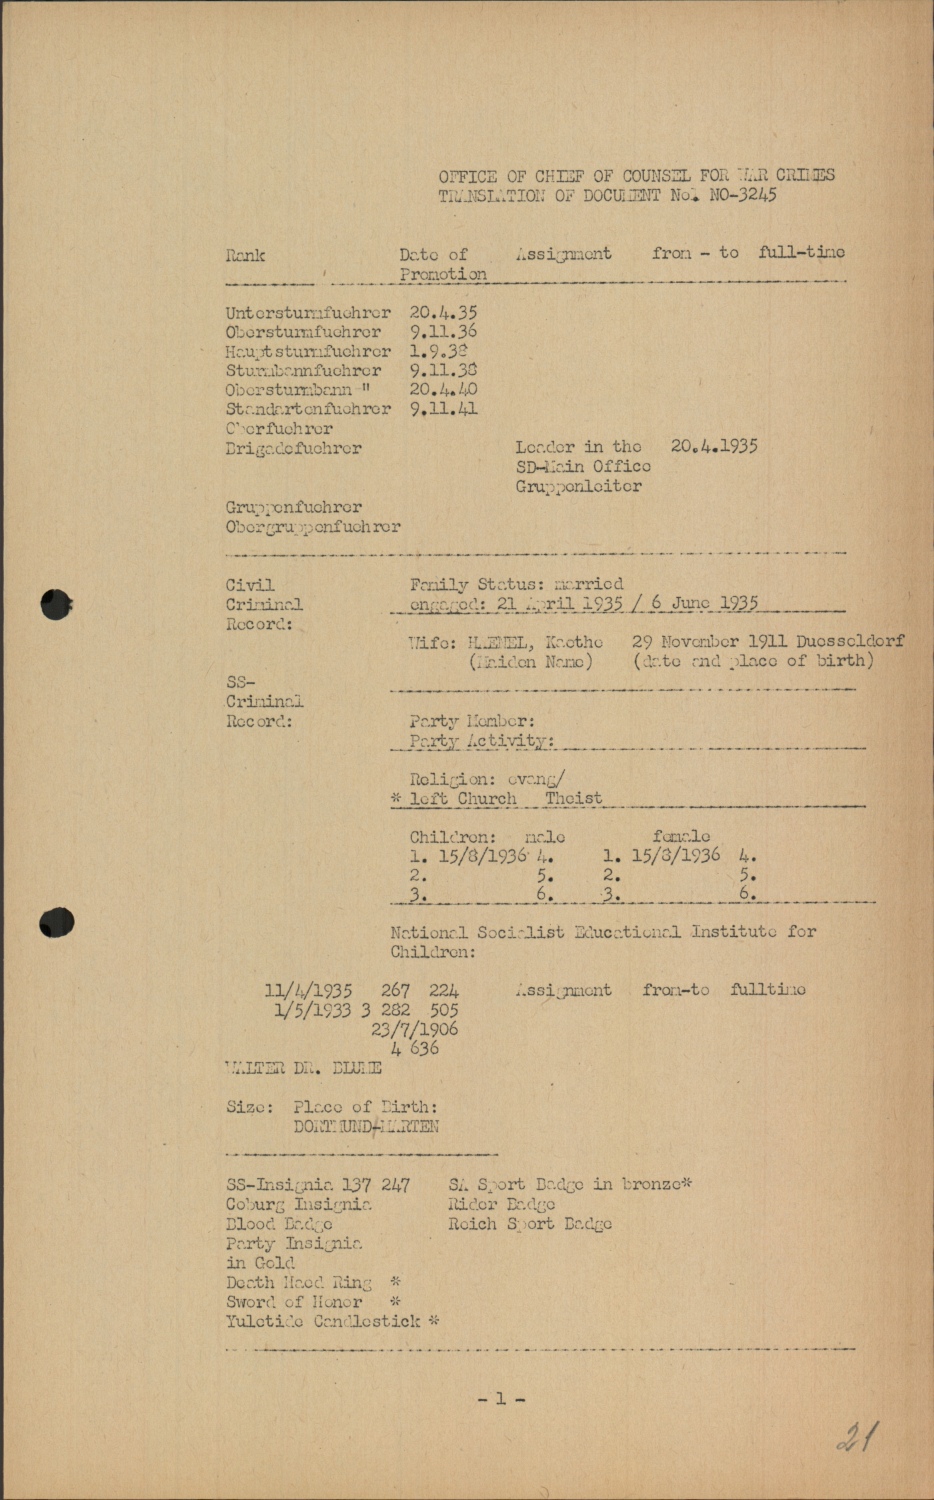 OFFICE OF CHIEF OF COUNSEL FOR WAR CRIMES
TRANSLATION OF DOCUMENT No. NO-3245
Rank Date of Assignment from - to full-time
Promotion
Untersturmfuehrer 20.4.35
Obersturmfuehrer 9.11.36
Hauptsturmfuehrer 1.9.38
Sturmbannfuehrer 9.11.38
Obersturmbann-" 20.4.40
Standartenfuehrer 9.11.41
Oberfuehrer
Brigadefuehrer Leader in the 20.4.1935
SD-Main Office
Gruppenleiter
Gruppenfuehrer
Obergruppenfuehrer
Civil Family Status: married
Criminal engaged: 21 April 1935 / 6 June 1935
Record:
Wife: HAENEL, Kaethe 29 November 1911 Duesseldorf
(Maiden Name) (date and place of birth)
SS-
Criminal
Record: Party Member:
Party Activity:
Religion: evang/
* left Church Theist
Children: male female
1. 15/8/1936 4. 1. 15/8/1936 4.
2. 5. 2. 5.
3. 6. 3. 6.
National Socialist Educational Institute for
Children:
11/4/1935 267 224 Assignment from-to fulltime
1/5/1933 3 282 505
23/7/1906
4 636
WALTER DR. BLUME
Size: Place of Birth:
DORTMUND-MARTEN
SS-Insignia 137 247 SA Sport Badge in bronze*
Coburg Insignia Rider Badge
Blood Badge Reich Sport Badge
Party Insignia
in Gold
Death Haed Ring *
Sword of Honor *
Yuletide Candlestick *
- 1 -
21